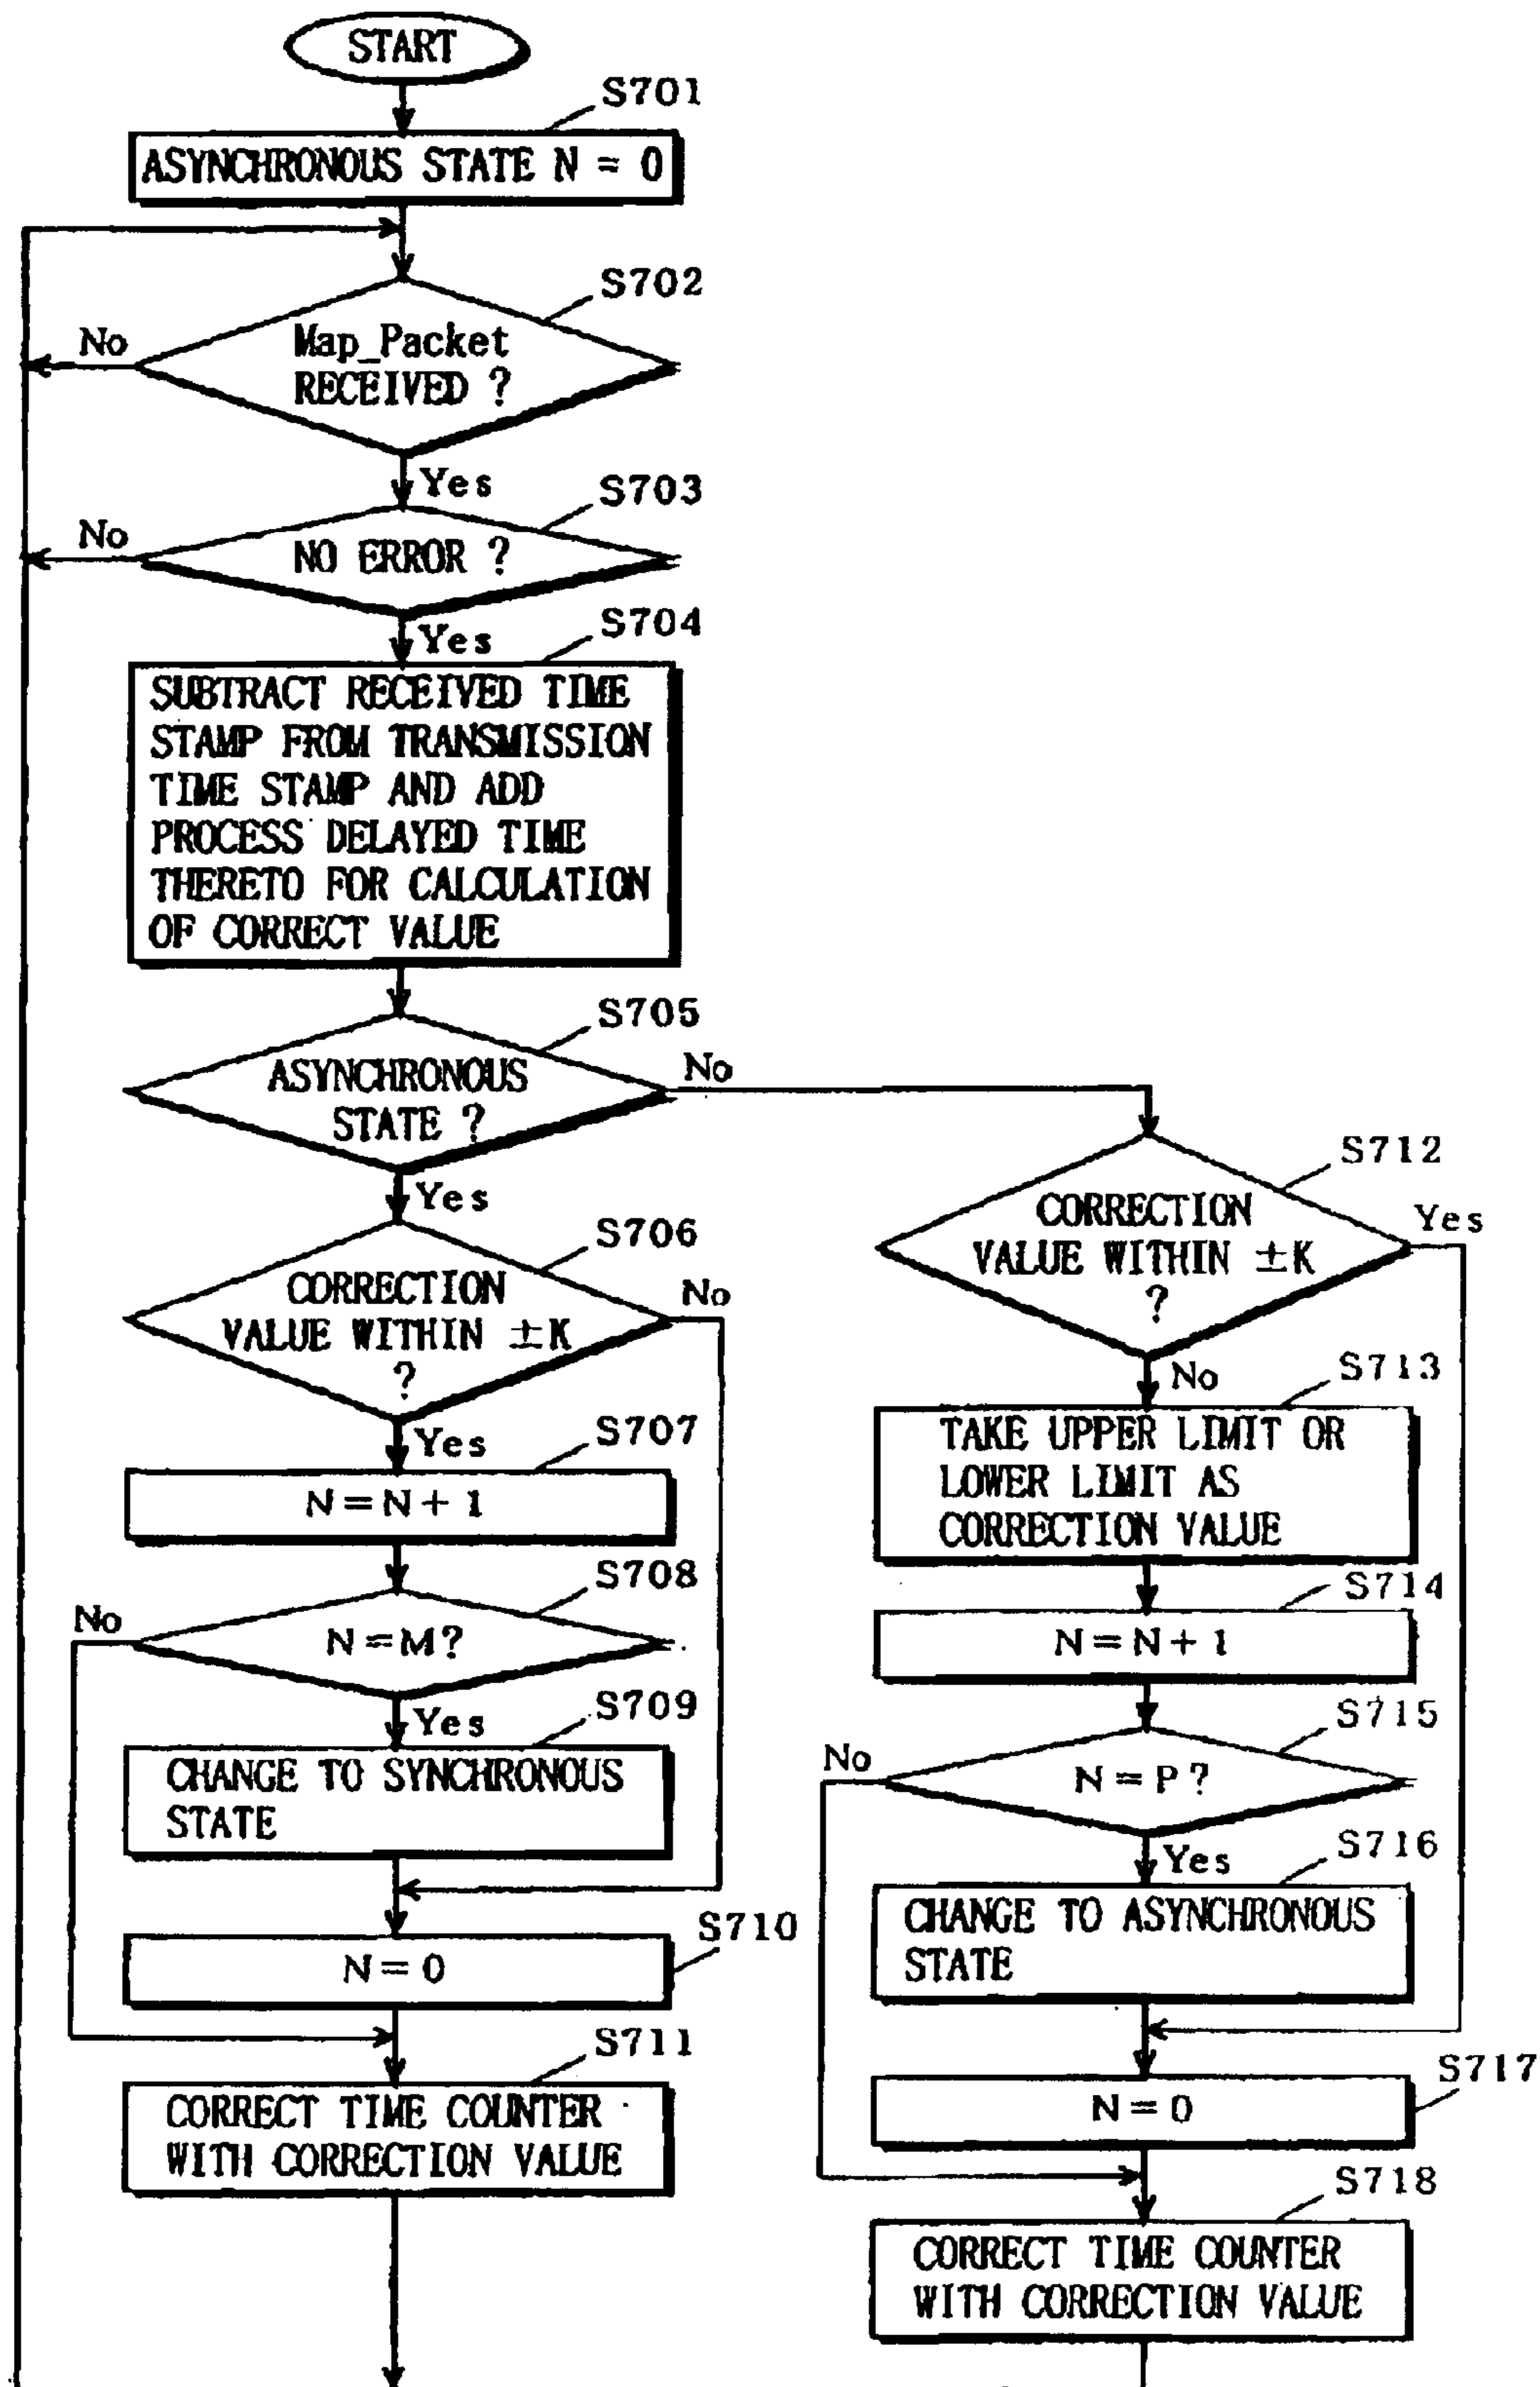 START
S701
ASYNCHRONOUS STATE N = 0
S702
Map_Packet
RECEIVED ?
No
Yes
S703
NO ERROR ?
No
Yes
S704
SUBTRACT RECEIVED TIME
STAMP FROM TRANSMISSION
TIME STAMP AND ADD
PROCESS DELAYED TIME
THERETO FOR CALCULATION
OF CORRECT VALUE
S705
ASYNCHRONOUS
STATE ?
No
Yes
S706
CORRECTION
VALUE WITHIN ±K
?
No
Yes
S707
N = N + 1
S708
N = M ?
No
Yes
S709
CHANGE TO SYNCHRONOUS
STATE
S710
N = 0
S711
CORRECT TIME COUNTER
WITH CORRECTION VALUE
S712
CORRECTION
VALUE WITHIN ±K
?
Yes
No
S713
TAKE UPPER LIMIT OR
LOWER LIMIT AS
CORRECTION VALUE
S714
N = N + 1
S715
N = P ?
No
Yes
S716
CHANGE TO ASYNCHRONOUS
STATE
S717
N = 0
S718
CORRECT TIME COUNTER
WITH CORRECTION VALUE